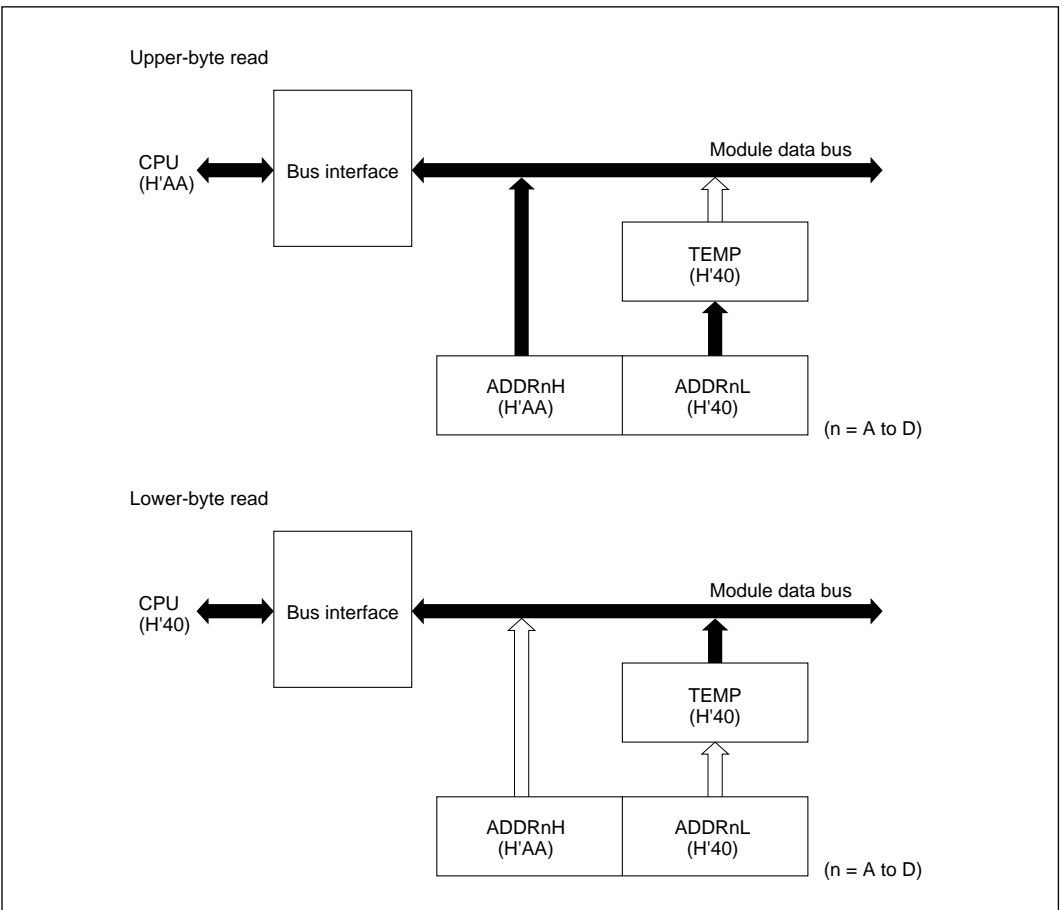 Upper-byte read
CPU
(H'AA)
Bus interface
Module data bus
TEMP
(H'40)
ADDRnH
(H'AA)
ADDRnL
(H'40)
(n = A to D)
Lower-byte read
CPU
(H'40)
Bus interface
Module data bus
TEMP
(H'40)
ADDRnH
(H'AA)
ADDRnL
(H'40)
(n = A to D)